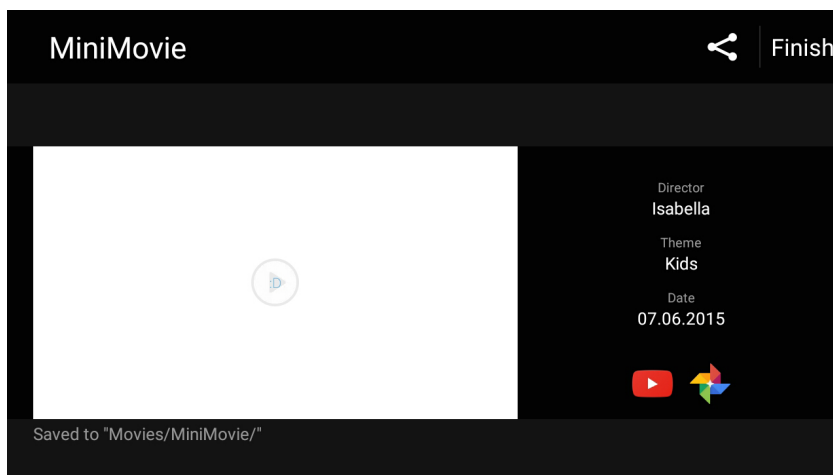 MiniMovie
Finish
:D
Director
Isabella
Theme
Kids
Date
07.06.2015
Saved to "Movies/MiniMovie/"